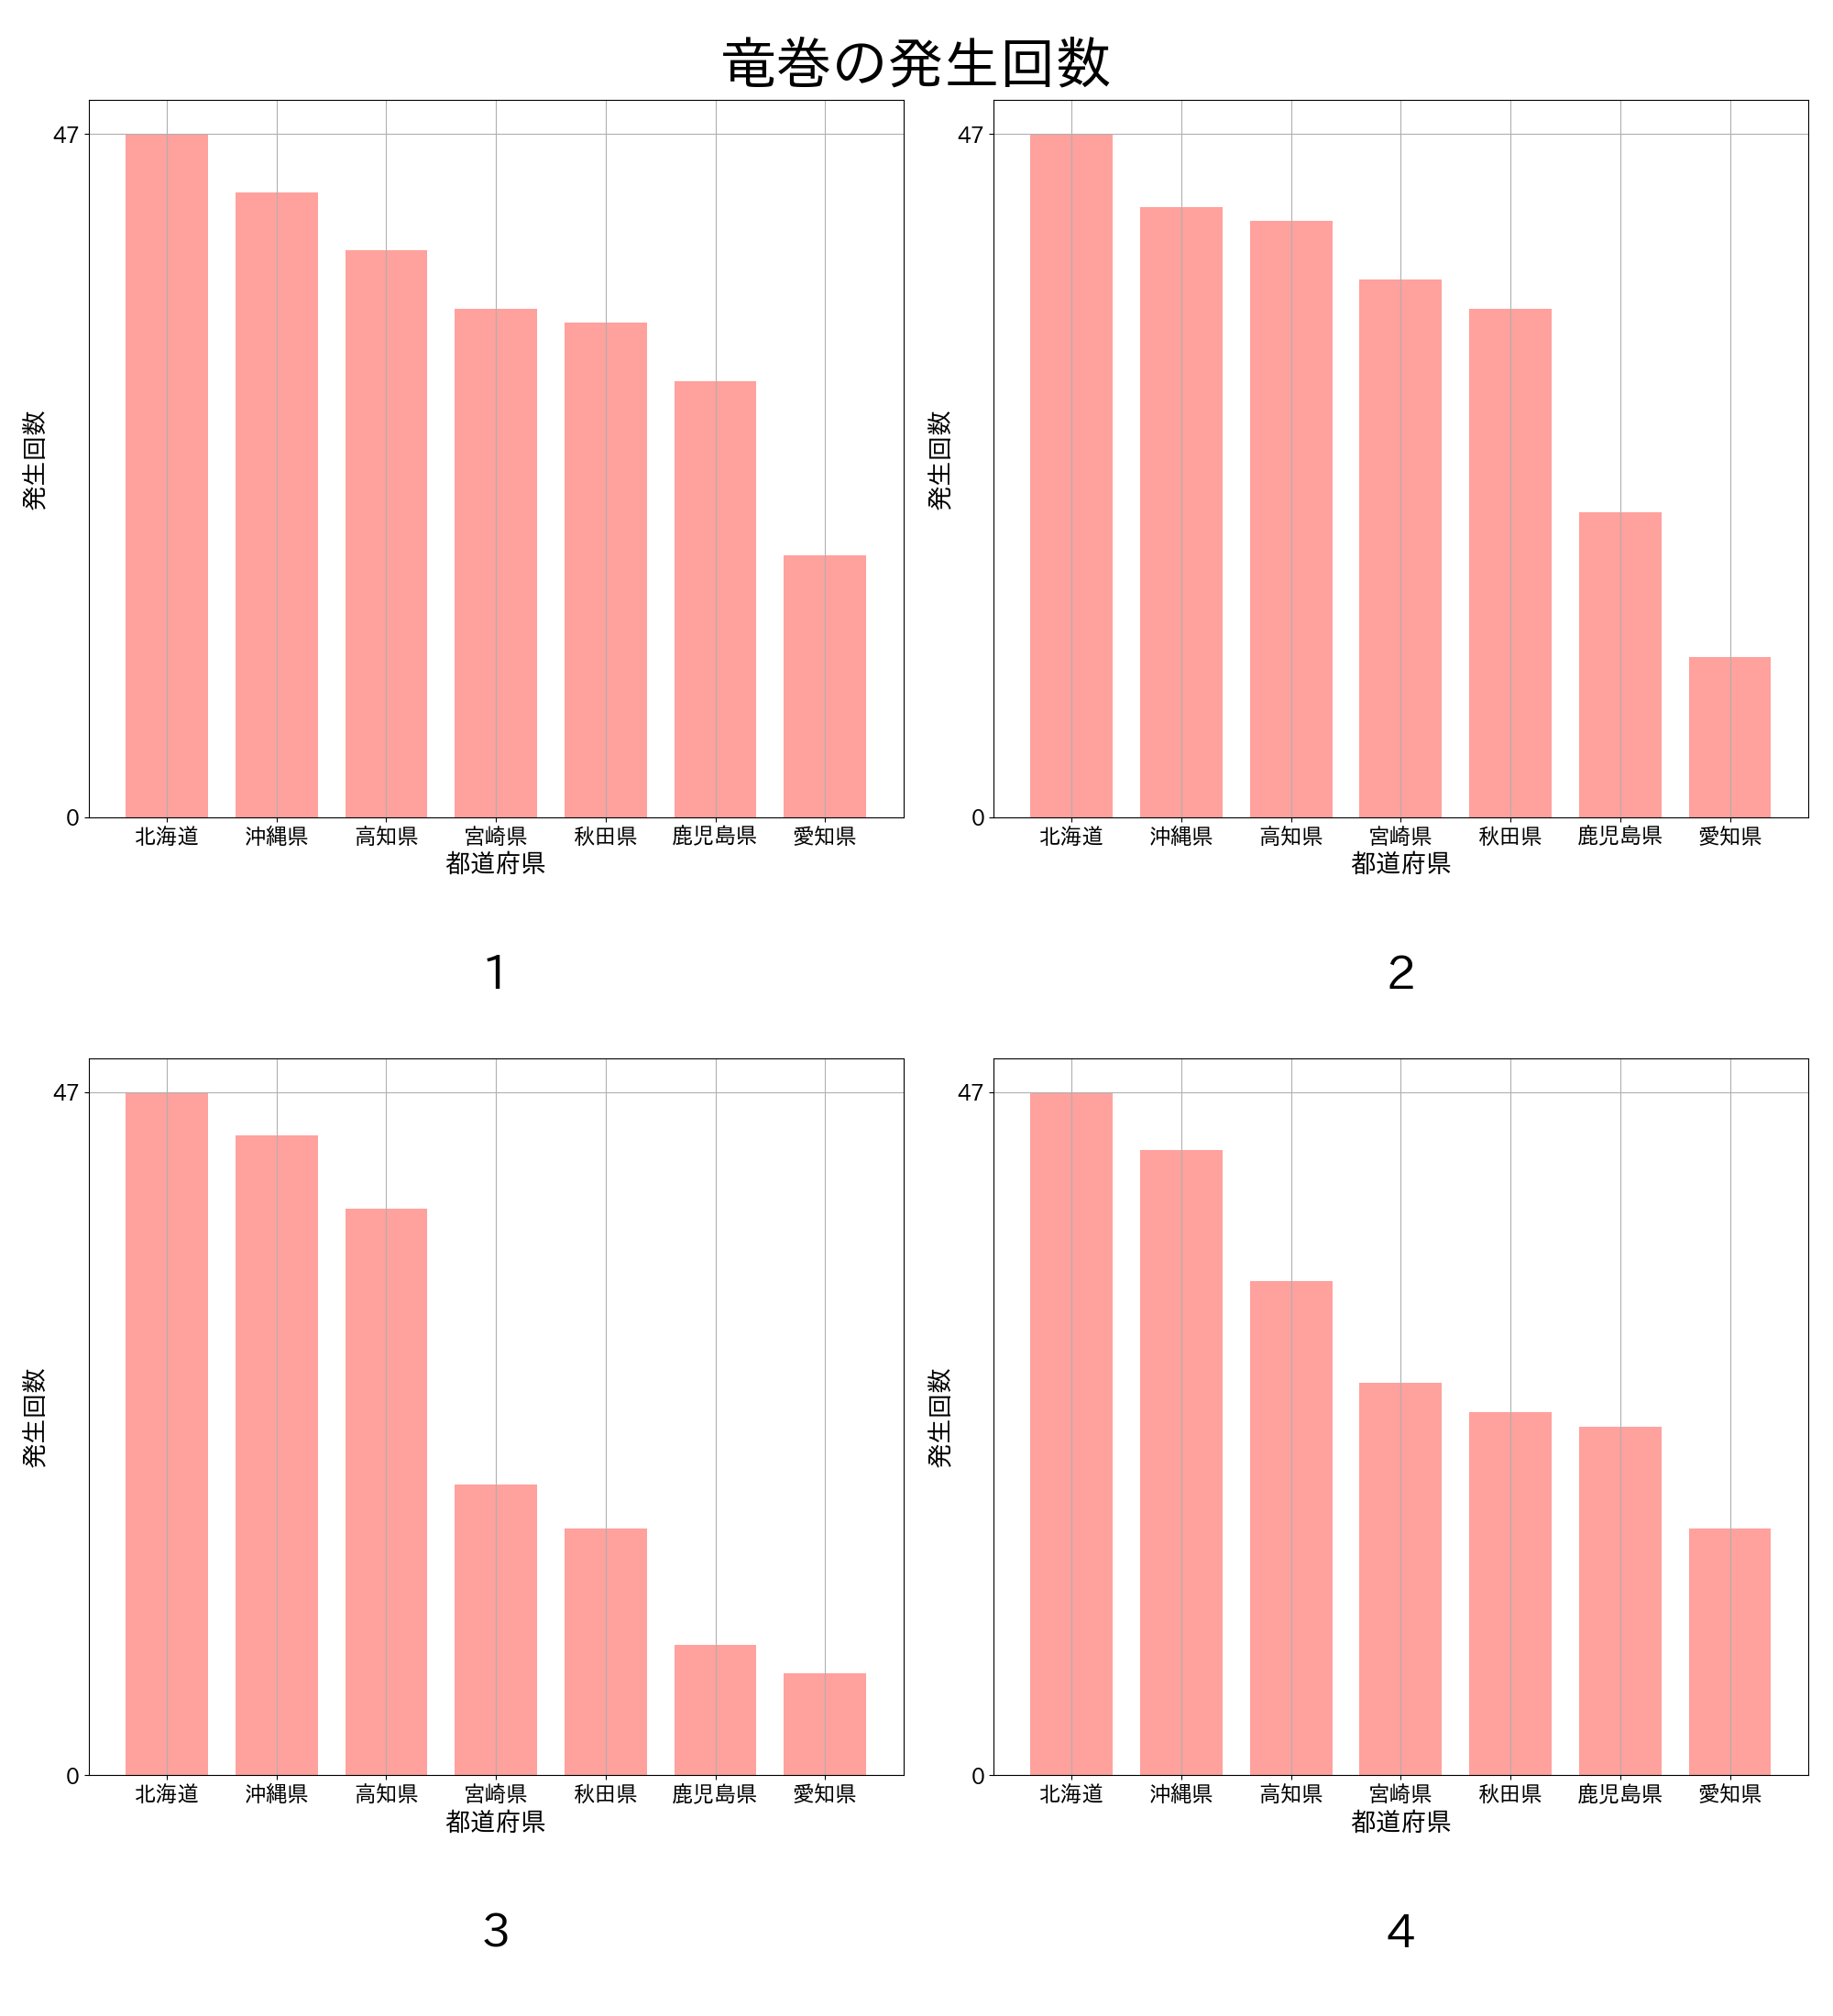 竜巻の発生回数
47
0
発生回数
北海道 沖縄県 高知県 宮崎県 秋田県 鹿児島県 愛知県
都道府県
1
47
0
発生回数
北海道 沖縄県 高知県 宮崎県 秋田県 鹿児島県 愛知県
都道府県
2
47
0
発生回数
北海道 沖縄県 高知県 宮崎県 秋田県 鹿児島県 愛知県
都道府県
3
47
0
発生回数
北海道 沖縄県 高知県 宮崎県 秋田県 鹿児島県 愛知県
都道府県
4